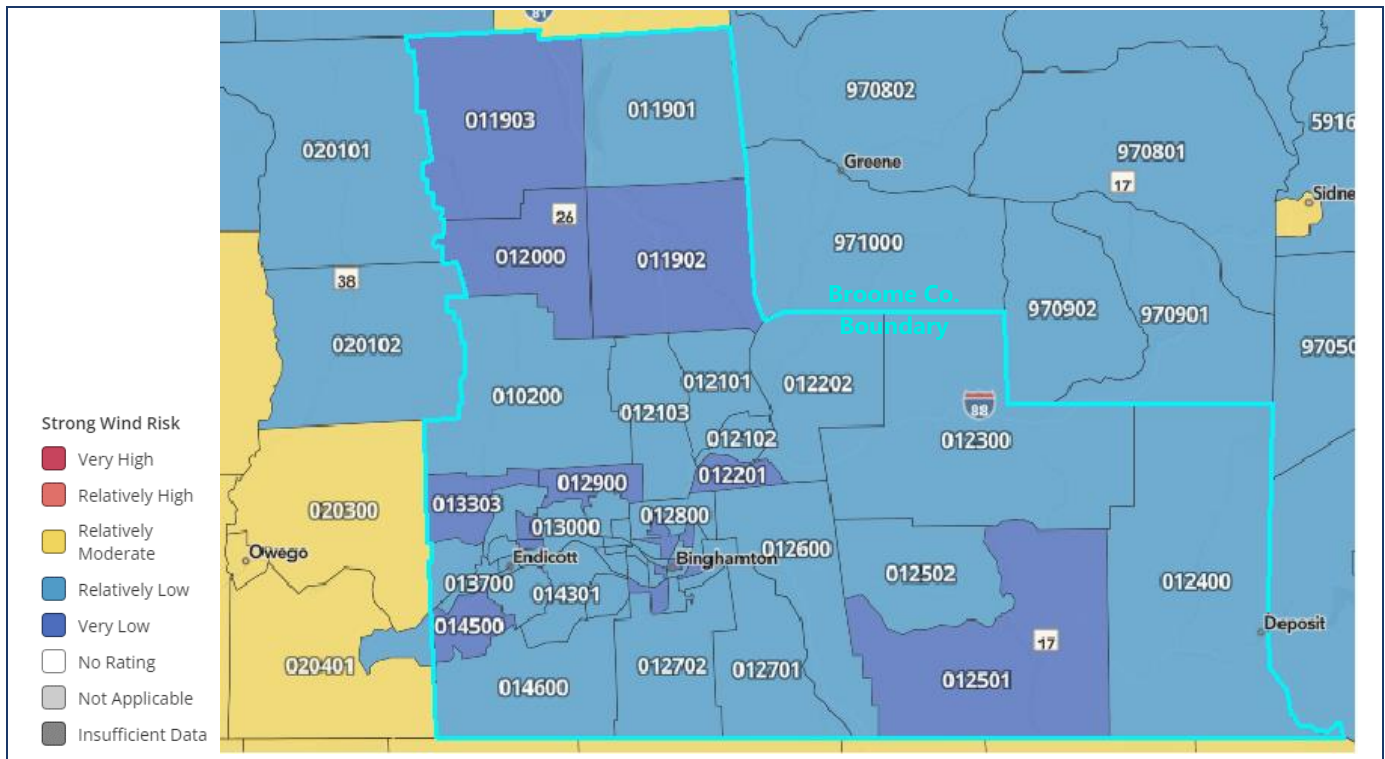 81
970802
011901
011903
5916
020101
970801
Greene
17
Sidne
26
971000
012000
011902
38
Broome Co.
Boundary
970902
970901
020102
97050
012101
012202
010200
88
012103
012102
012300
Strong Wind Risk
Very High
Relatively High
Relatively
Moderate
Relatively Low
Very Low
No Rating
Not Applicable
Insufficient Data
012201
012900
013303
020300
012800
013000
Owego
Endicott
Binghamton
012600
012502
012400
013700
014301
014500
Deposit
17
020401
012702
012701
012501
014600